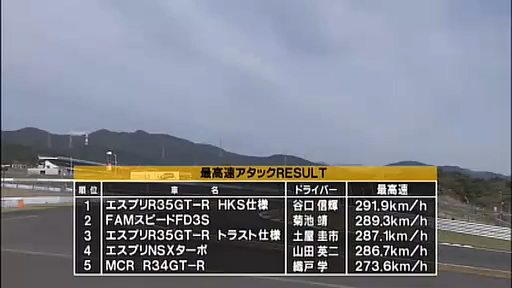 最高速アタックRESULT
順位 車名 ドライバー 最高速
1 エスプリR35GT-R HKS仕様 谷口 信輝 291.9km/h
2 FAMスピードFD3S 菊池 靖 289.3km/h
3 エスプリR35GT-R トラスト仕様 土屋 圭市 287.1km/h
4 エスプリNSXターボ 山田 英二 286.7km/h
5 MCR R34GT-R 織戸 学 273.6km/h